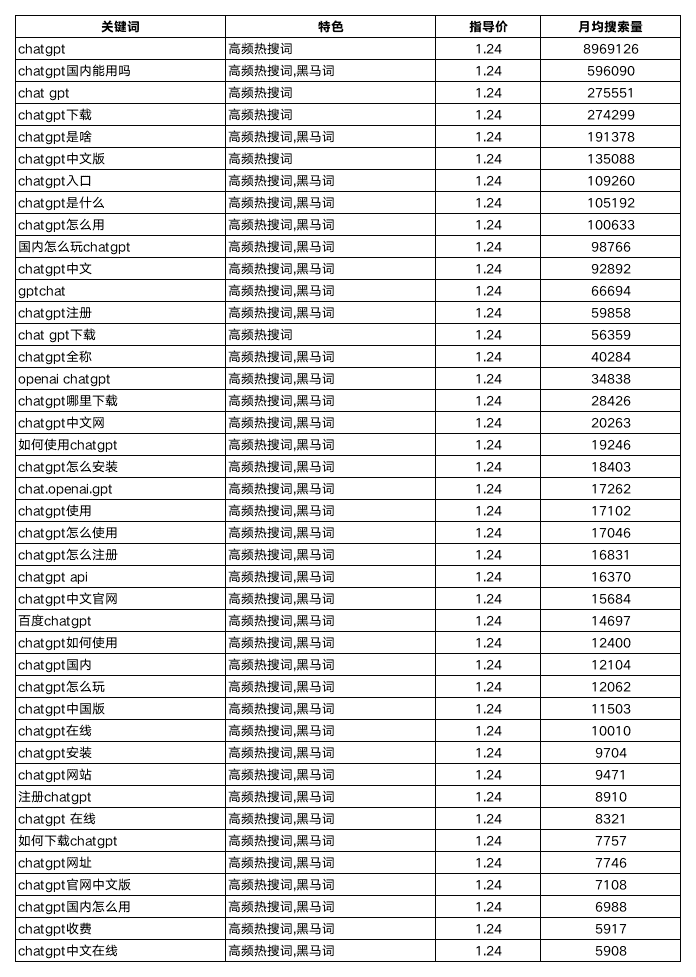 关键词 特色 指导价 月均搜索量
chatgpt 高频热搜词 1.24 8969126
chatgpt国内能用吗 高频热搜词,黑马词 1.24 596090
chat gpt 高频热搜词 1.24 275551
chatgpt下载 高频热搜词 1.24 274299
chatgpt是啥 高频热搜词,黑马词 1.24 191378
chatgpt中文版 高频热搜词 1.24 135088
chatgpt入口 高频热搜词,黑马词 1.24 109260
chatgpt是什么 高频热搜词,黑马词 1.24 105192
chatgpt怎么用 高频热搜词,黑马词 1.24 100633
国内怎么玩chatgpt 高频热搜词,黑马词 1.24 98766
chatgpt中文 高频热搜词,黑马词 1.24 92892
gptchat 高频热搜词,黑马词 1.24 66694
chatgpt注册 高频热搜词,黑马词 1.24 59858
chat gpt下载 高频热搜词 1.24 56359
chatgpt全称 高频热搜词,黑马词 1.24 40284
openai chatgpt 高频热搜词,黑马词 1.24 34838
chatgpt哪里下载 高频热搜词,黑马词 1.24 28426
chatgpt中文网 高频热搜词,黑马词 1.24 20263
如何使用chatgpt 高频热搜词,黑马词 1.24 19246
chatgpt怎么安装 高频热搜词,黑马词 1.24 18403
chat.openai.gpt 高频热搜词,黑马词 1.24 17262
chatgpt使用 高频热搜词,黑马词 1.24 17102
chatgpt怎么使用 高频热搜词,黑马词 1.24 17046
chatgpt怎么注册 高频热搜词,黑马词 1.24 16831
chatgpt api 高频热搜词,黑马词 1.24 16370
chatgpt中文官网 高频热搜词,黑马词 1.24 15684
百度chatgpt 高频热搜词,黑马词 1.24 14697
chatgpt如何使用 高频热搜词,黑马词 1.24 12400
chatgpt国内 高频热搜词,黑马词 1.24 12104
chatgpt怎么玩 高频热搜词,黑马词 1.24 12062
chatgpt中国版 高频热搜词,黑马词 1.24 11503
chatgpt在线 高频热搜词,黑马词 1.24 10010
chatgpt安装 高频热搜词,黑马词 1.24 9704
chatgpt网站 高频热搜词,黑马词 1.24 9471
注册chatgpt 高频热搜词,黑马词 1.24 8910
chatgpt 在线 高频热搜词,黑马词 1.24 8321
如何下载chatgpt 高频热搜词,黑马词 1.24 7757
chatgpt网址 高频热搜词,黑马词 1.24 7746
chatgpt官网中文版 高频热搜词,黑马词 1.24 7108
chatgpt国内怎么用 高频热搜词,黑马词 1.24 6988
chatgpt收费 高频热搜词,黑马词 1.24 5917
chatgpt中文在线 高频热搜词,黑马词 1.24 5908